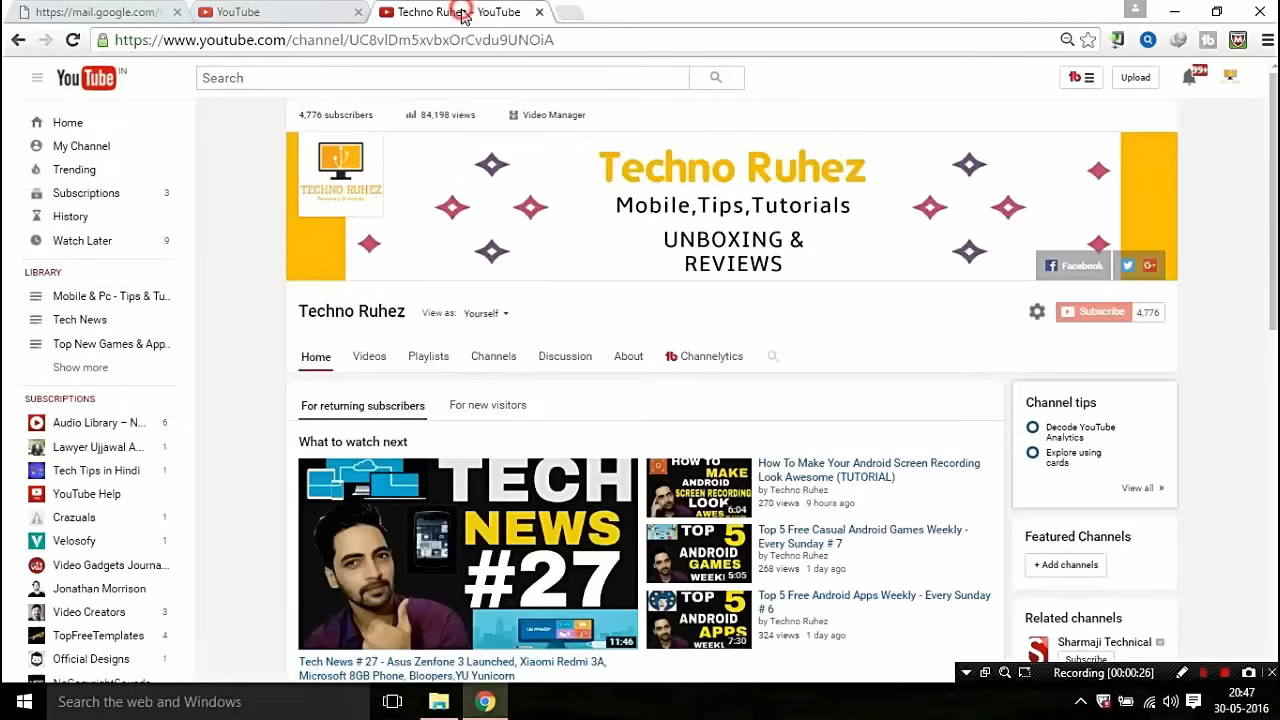 https://mail.google.com/
YouTube
Techno Ruhez YouTube
https://www.youtube.com/channel/UC8vlDm5xvbxOrCvdu9UNOiA
YouTube IN
Search
Upload
99+
4,776 subscribers
84,198 views
Video Manager
Home
My Channel
Trending
Subscriptions 3
History
Watch Later 9
LIBRARY
Mobile & Pc - Tips & Tu..
Tech News
Top New Games & App..
Show more
SUBSCRIPTIONS
Audio Library – N... 6
Lawyer Ujjawal A... 1
Tech Tips in Hindi 1
YouTube Help
Crazuals 1
Velosofy 1
Video Gadgets Journa...
Jonathan Morrison
Video Creators 3
TopFreeTemplates 4
Official Designs 1
NoCopyrightSounds
TECHNO RUHEZ
Techno Ruhez
Mobile,Tips,Tutorials
UNBOXING &
REVIEWS
Facebook
Techno Ruhez
View as: Yourself
Subscribe 4,776
Home
Videos
Playlists
Channels
Discussion
About
Channelytics
For returning subscribers
For new visitors
What to watch next
TECH
NEWS
#27
11:46
Tech News # 27 - Asus Zenfone 3 Launched, Xiaomi Redmi 3A,
Microsoft 8GB Phone, Bloopers,YU Yunicorn
HOW TO
MAKE
ANDROID
SCREEN RECORDING
LOOK
6:04
How To Make Your Android Screen Recording
Look Awesome (TUTORIAL)
by Techno Ruhez
270 views 9 hours ago
TOP 5
ANDROID
GAMES
5:05
Top 5 Free Casual Android Games Weekly -
Every Sunday # 7
by Techno Ruhez
268 views 1 day ago
TOP 5
ANDROID
APPS
7:30
Top 5 Free Android Apps Weekly - Every Sunday
# 6
by Techno Ruhez
324 views 1 day ago
Channel tips
Decode YouTube
Analytics
Explore using
cards
View all »
Featured Channels
+ Add channels
Related channels
Sharmaji Technical
Subscribe
Recording [00:00:26]
Search the web and Windows
20:47
30-05-2016